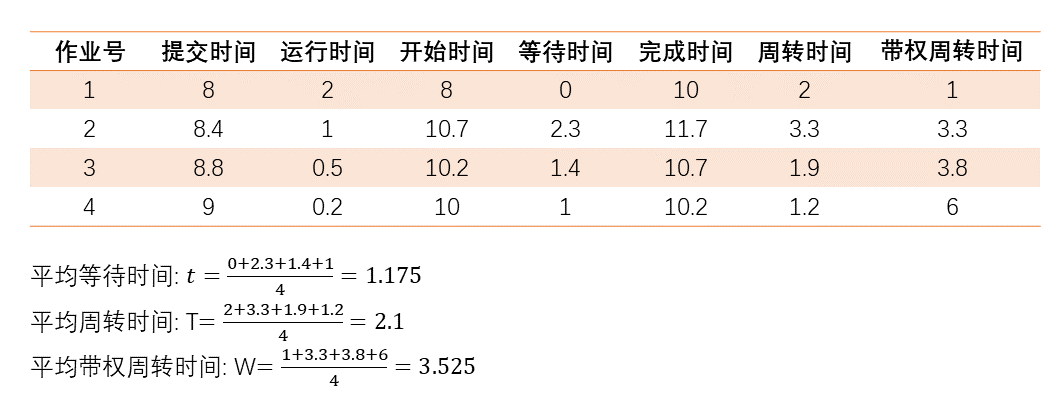 作业号 提交时间 运行时间 开始时间 等待时间 完成时间 周转时间 带权周转时间
1 8 2 8 0 10 2 1
2 8.4 1 10.7 2.3 11.7 3.3 3.3
3 8.8 0.5 10.2 1.4 10.7 1.9 3.8
4 9 0.2 10 1 10.2 1.2 6
平均等待时间: t = \frac{0+2.3+1.4+1}{4} = 1.175
平均周转时间: T= \frac{2+3.3+1.9+1.2}{4} = 2.1
平均带权周转时间: W= \frac{1+3.3+3.8+6}{4} = 3.525